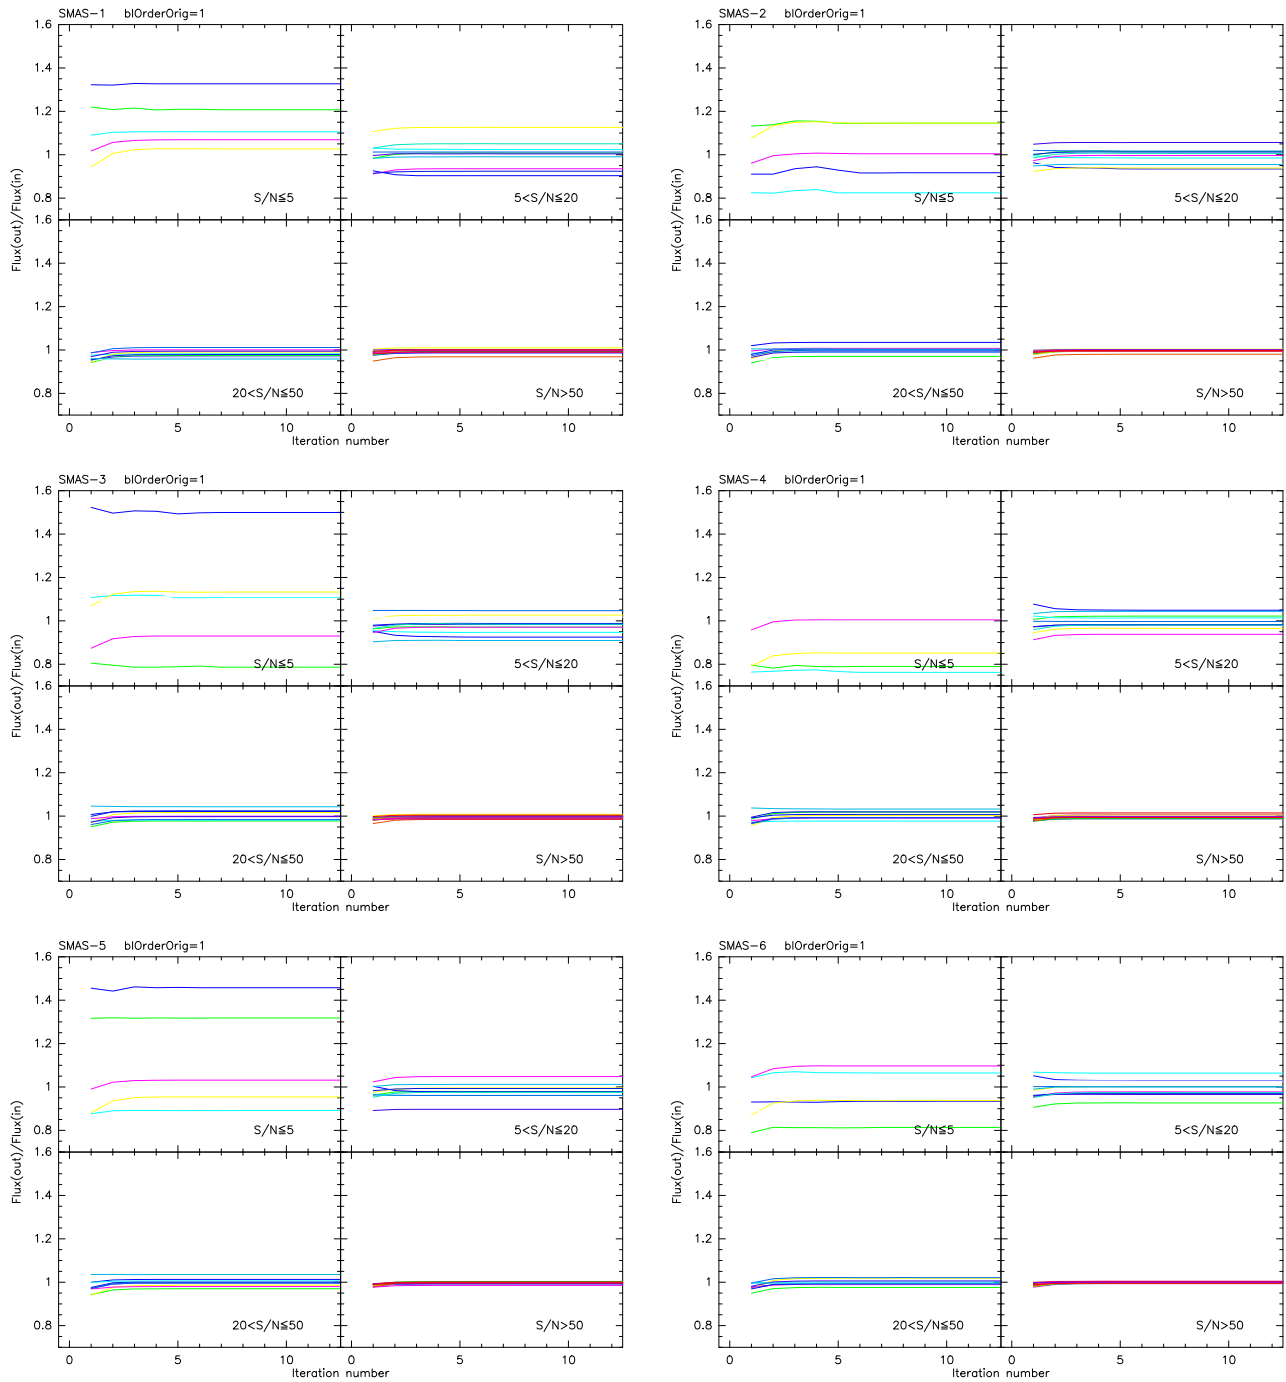 SMAS-1 blOrderOrig=1
1.6
1.4
1.2
1
0.8
S/N≦5
5<S/N≦20
Flux(out)/Flux(in)
1.6
1.4
1.2
1
0.8
20<S/N≦50
S/N>50
0 5 10 0 5 10
Iteration number
SMAS-2 blOrderOrig=1
1.6
1.4
1.2
1
0.8
S/N≦5
5<S/N≦20
Flux(out)/Flux(in)
1.6
1.4
1.2
1
0.8
20<S/N≦50
S/N>50
0 5 10 0 5 10
Iteration number
SMAS-3 blOrderOrig=1
1.6
1.4
1.2
1
0.8
S/N≦5
5<S/N≦20
Flux(out)/Flux(in)
1.6
1.4
1.2
1
0.8
20<S/N≦50
S/N>50
0 5 10 0 5 10
Iteration number
SMAS-4 blOrderOrig=1
1.6
1.4
1.2
1
0.8
S/N≦5
5<S/N≦20
Flux(out)/Flux(in)
1.6
1.4
1.2
1
0.8
20<S/N≦50
S/N>50
0 5 10 0 5 10
Iteration number
SMAS-5 blOrderOrig=1
1.6
1.4
1.2
1
0.8
S/N≦5
5<S/N≦20
Flux(out)/Flux(in)
1.6
1.4
1.2
1
0.8
20<S/N≦50
S/N>50
0 5 10 0 5 10
Iteration number
SMAS-6 blOrderOrig=1
1.6
1.4
1.2
1
0.8
S/N≦5
5<S/N≦20
Flux(out)/Flux(in)
1.6
1.4
1.2
1
0.8
20<S/N≦50
S/N>50
0 5 10 0 5 10
Iteration number